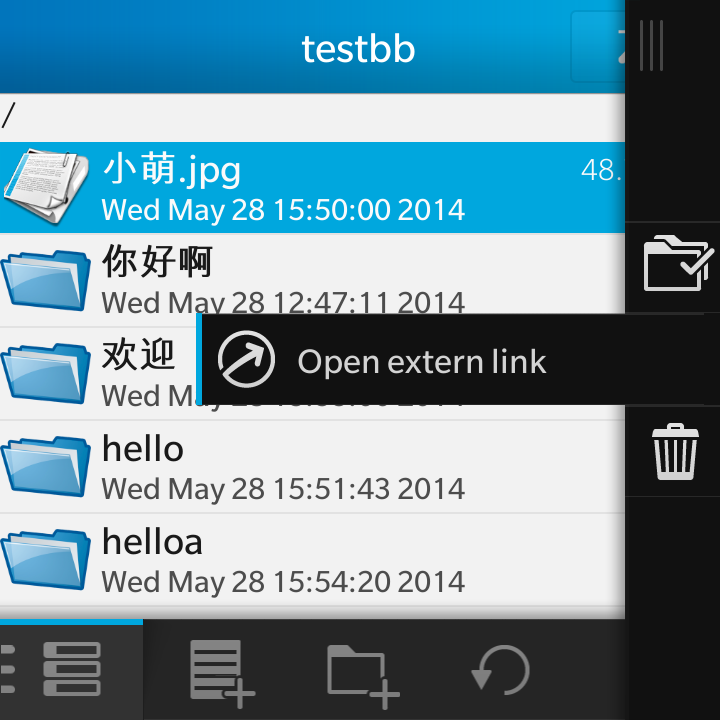 testbb
/
小萌.jpg 48.
Wed May 28 15:50:00 2014
你好啊
Wed May 28 12:47:11 2014
欢迎
Open extern link
Wed May 2014
hello
Wed May 28 15:51:43 2014
helloa
Wed May 28 15:54:20 2014